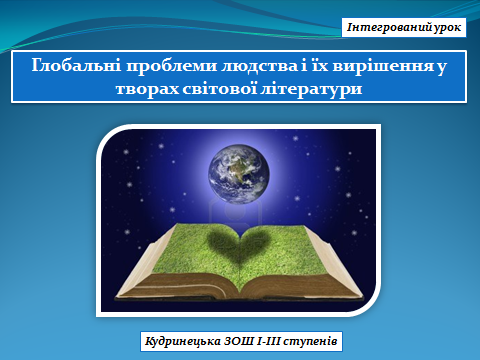 Інтегрований урок
Глобальні проблеми людства і їх вирішення у
творах світової літератури
Кудринецька ЗОШ І-ІІІ ступенів